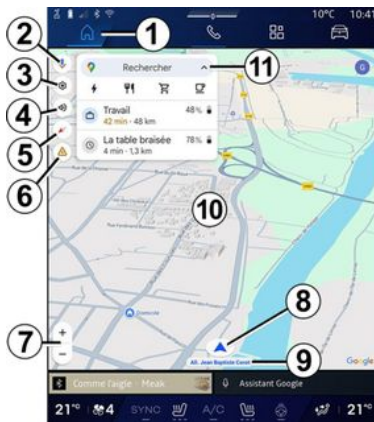 10°C 10:41
1
2
3
4
5
6
7
8
9
10
11
Rechercher
G
Travail
42 min · 48 km
48%
La table braisée
4 min · 1,3 km
78%
Domicile
+
−
All. Jean Baptiste Corot
Google
Comme l'aigle - Meak
Assistant Google
21°C 4 SYNC A/C 21°C